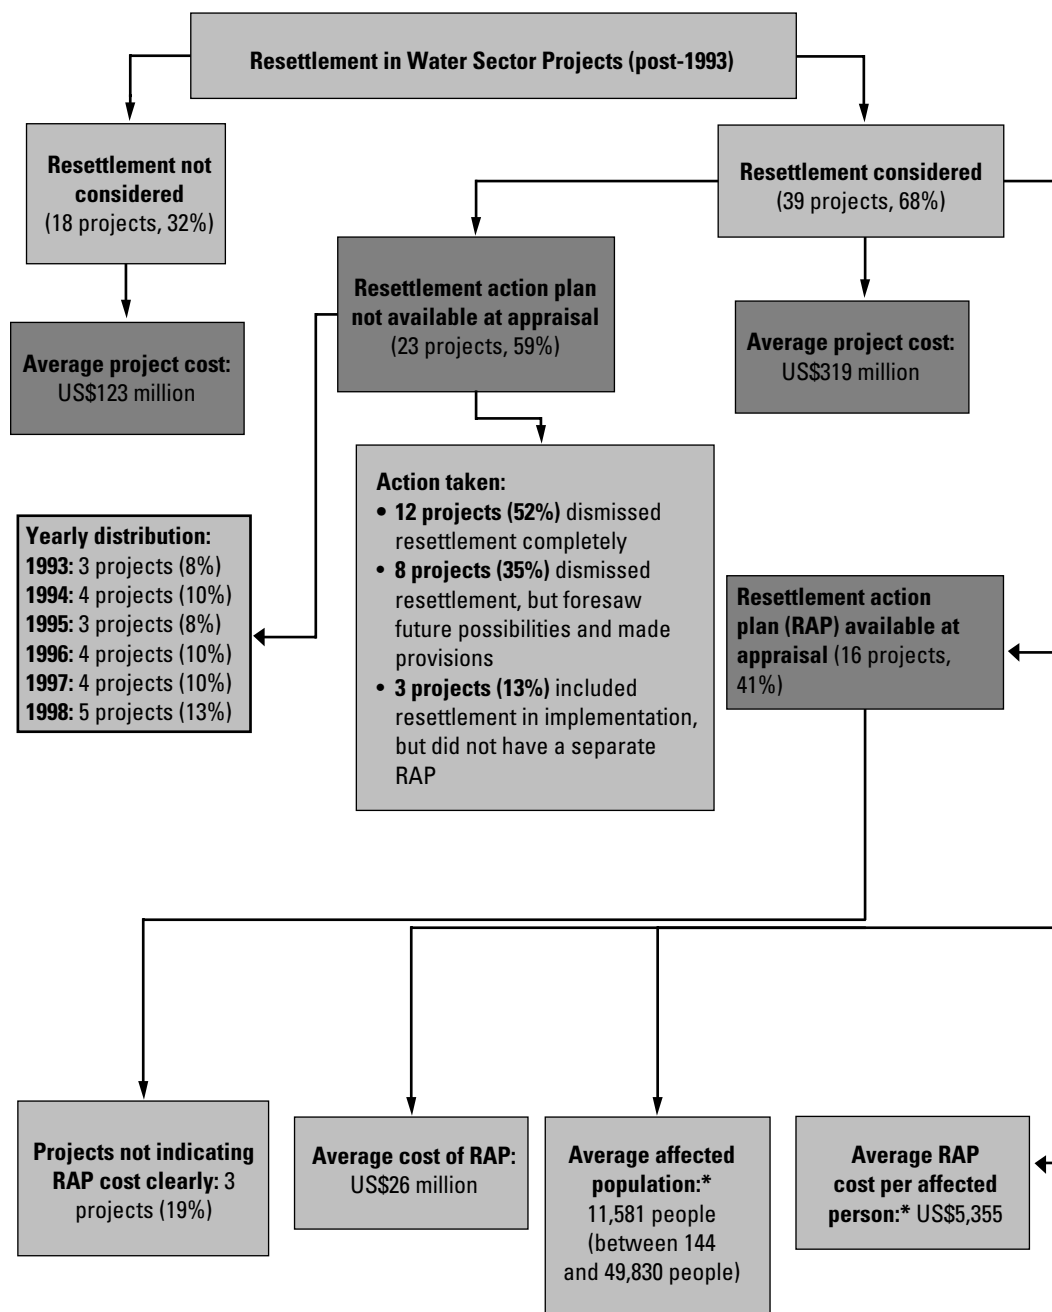 Resettlement in Water Sector Projects (post-1993)
Resettlement not
considered
(18 projects, 32%)
Resettlement considered
(39 projects, 68%)
Resettlement action plan
not available at appraisal
(23 projects, 59%)
Average project cost:
US$123 million
Average project cost:
US$319 million
Action taken:
• 12 projects (52%) dismissed
resettlement completely
• 8 projects (35%) dismissed
resettlement, but foresaw
future possibilities and made
provisions
• 3 projects (13%) included
resettlement in implementation,
but did not have a separate
RAP
Yearly distribution:
1993: 3 projects (8%)
1994: 4 projects (10%)
1995: 3 projects (8%)
1996: 4 projects (10%)
1997: 4 projects (10%)
1998: 5 projects (13%)
Resettlement action
plan (RAP) available at
appraisal (16 projects,
41%)
Projects not indicating
RAP cost clearly: 3
projects (19%)
Average cost of RAP:
US$26 million
Average affected
population:*
11,581 people
(between 144
and 49,830 people)
Average RAP
cost per affected
person:* US$5,355